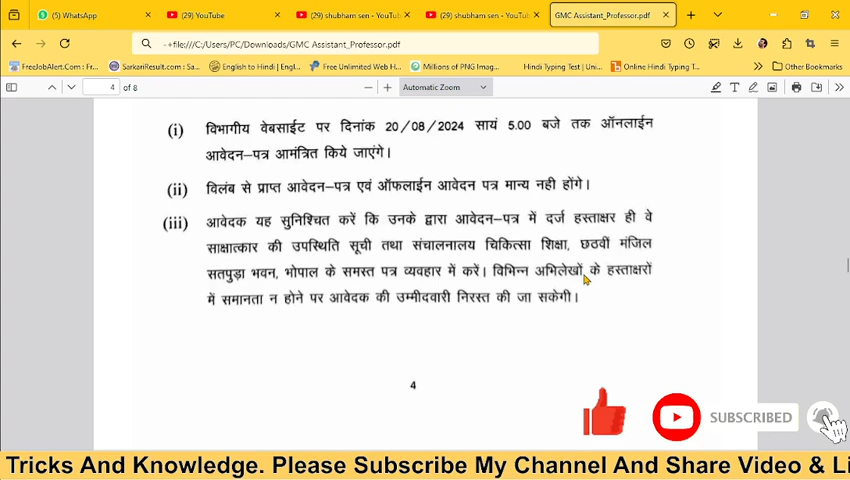 WhatsApp
(29) YouTube
(29) shubham sen - YouTube
(29) shubham sen - YouTube
GMC Assistant_Professor.pdf
file:///C:/Users/PC/Downloads/GMC Assistant_Professor.pdf
FreeJobAlert.Com : Fre...
SarkariResult.com : Sa...
English to Hindi | Engl...
Free Unlimited Web H...
Millions of PNG Imag...
Hindi Typing Test | Uni...
Online Hindi Typing T...
Other Bookmarks
4 of 8
Automatic Zoom
(i) विभागीय वेबसाईट पर दिनांक 20/08/2024 सायं 5.00 बजे तक ऑनलाईन
आवेदन-पत्र आमंत्रित किये जाएंगे।
(ii) विलंब से प्राप्त आवेदन-पत्र एवं ऑफलाईन आवेदन पत्र मान्य नही होंगे।
(iii) आवेदक यह सुनिश्चित करें कि उनके द्वारा आवेदन-पत्र में दर्ज हस्ताक्षर ही वे
साक्षात्कार की उपस्थिति सूची तथा संचालनालय चिकित्सा शिक्षा, छठवीं मंजिल
सतपुड़ा भवन, भोपाल के समस्त पत्र व्यवहार में करें। विभिन्न अभिलेखों के हस्ताक्षरों
में समानता न होने पर आवेदक की उम्मीदवारी निरस्त की जा सकेगी।
4
SUBSCRIBED
Tricks And Knowledge. Please Subscribe My Channel And Share Video & Li